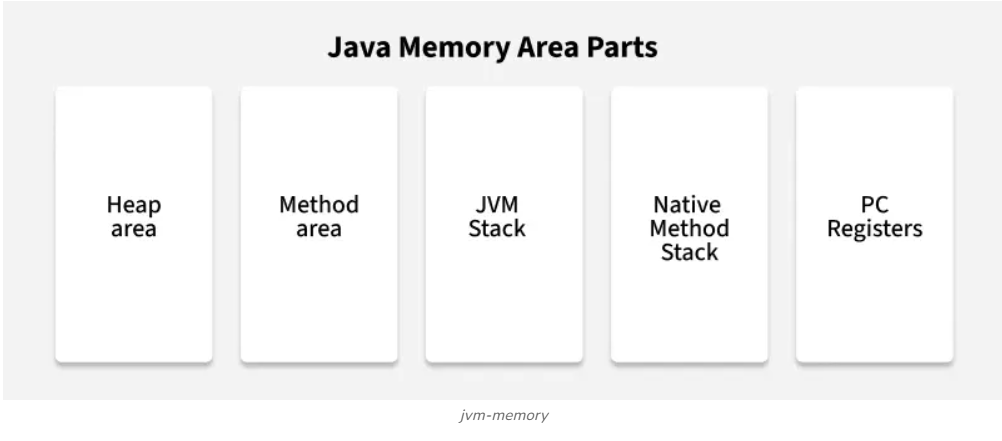 Java Memory Area Parts
Heap
area
Method
area
JVM
Stack
Native
Method
Stack
PC
Registers
jvm-memory